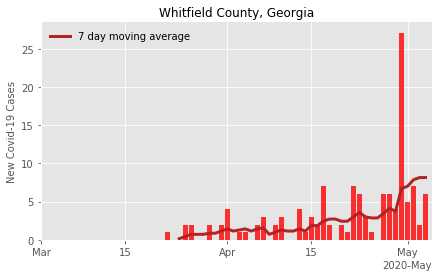 Whitfield County, Georgia
7 day moving average
New Covid-19 Cases
25
20
15
10
5
0
Mar 15 Apr 15 May
2020-May